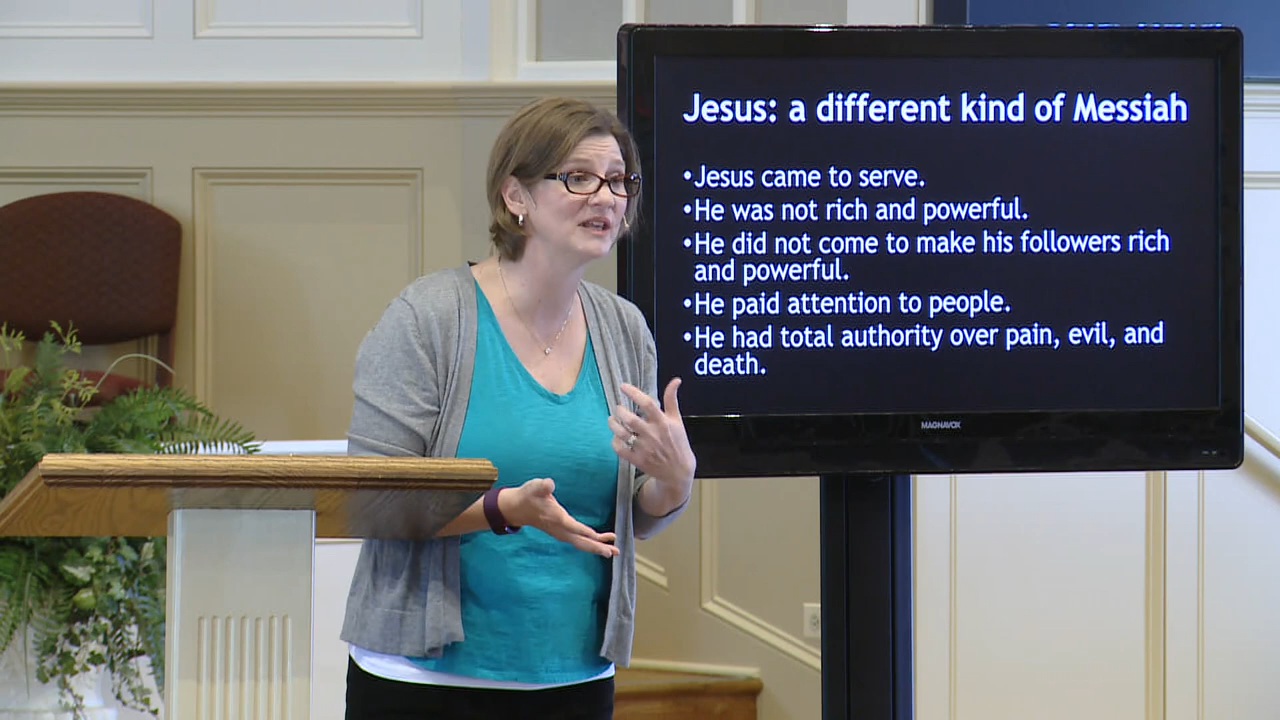 Jesus: a different kind of Messiah
•Jesus came to serve.
•He was not rich and powerful.
•He did not come to make his followers rich
and powerful.
•He paid attention to people.
•He had total authority over pain, evil, and
death.
MAGNAVOX